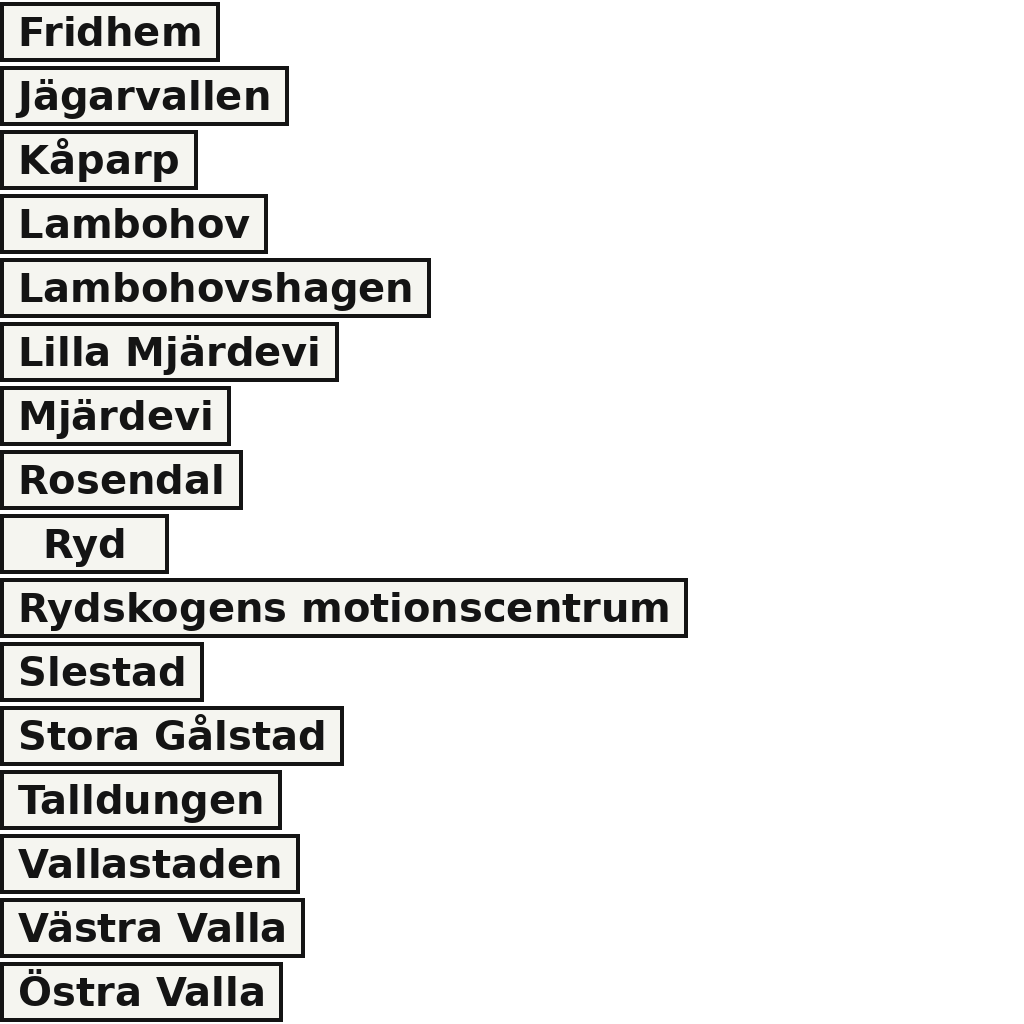 Fridhem
Jägarvallen
Kåparp
Lambohov
Lambohovshagen
Lilla Mjärdevi
Mjärdevi
Rosendal
Ryd
Rydskogens motionscentrum
Slestad
Stora Gålstad
Talldungen
Vallastaden
Västra Valla
Östra Valla